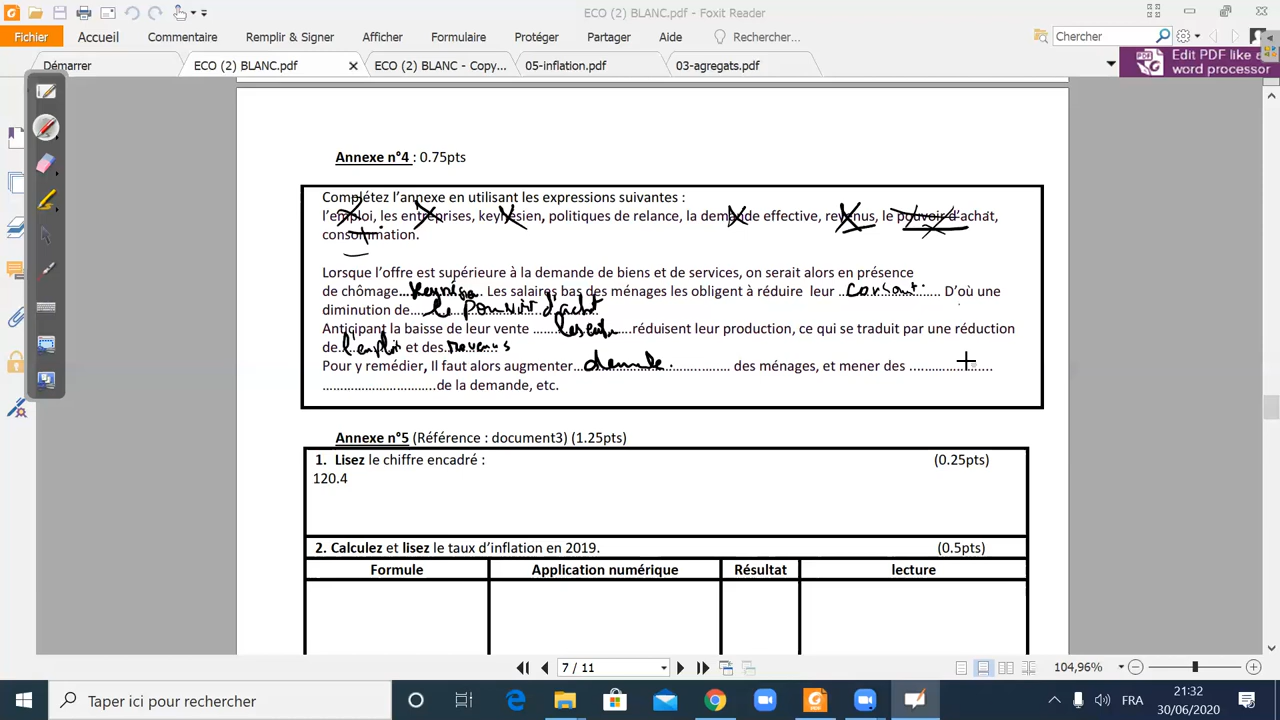 ECO (2) BLANC.pdf - Foxit Reader
Fichier Accueil Commentaire Remplir & Signer Afficher Formulaire Protéger Partager Aide Rechercher... Chercher
Démarrer ECO (2) BLANC.pdf ECO (2) BLANC - Copy... 05-inflation.pdf 03-agregats.pdf
Edit PDF like a
word processor
Annexe n°4 : 0.75pts
Complétez l'annexe en utilisant les expressions suivantes :
l'emploi, les entreprises, keynésien, politiques de relance, la demande effective, revenus, le pouvoir d'achat,
consommation.
Lorsque l'offre est supérieure à la demande de biens et de services, on serait alors en présence
de chômage. Les salaires bas des ménages les obligent à réduire leur ........ D'où une
diminution de le pouvoir d'acht
Anticipant la baisse de leur vente ........ réduisent leur production, ce qui se traduit par une réduction
de l'emploi et des revenus
Pour y remédier, Il faut alors augmenter ........ des ménages, et mener des ...................
................................de la demande, etc.
Annexe n°5 (Référence : document3) (1.25pts)
1. Lisez le chiffre encadré : (0.25pts)
120.4
2. Calculez et lisez le taux d'inflation en 2019. (0.5pts)
Formule Application numérique Résultat lecture
7 / 11 104,96%
Taper ici pour rechercher FRA 21:32
30/06/2020